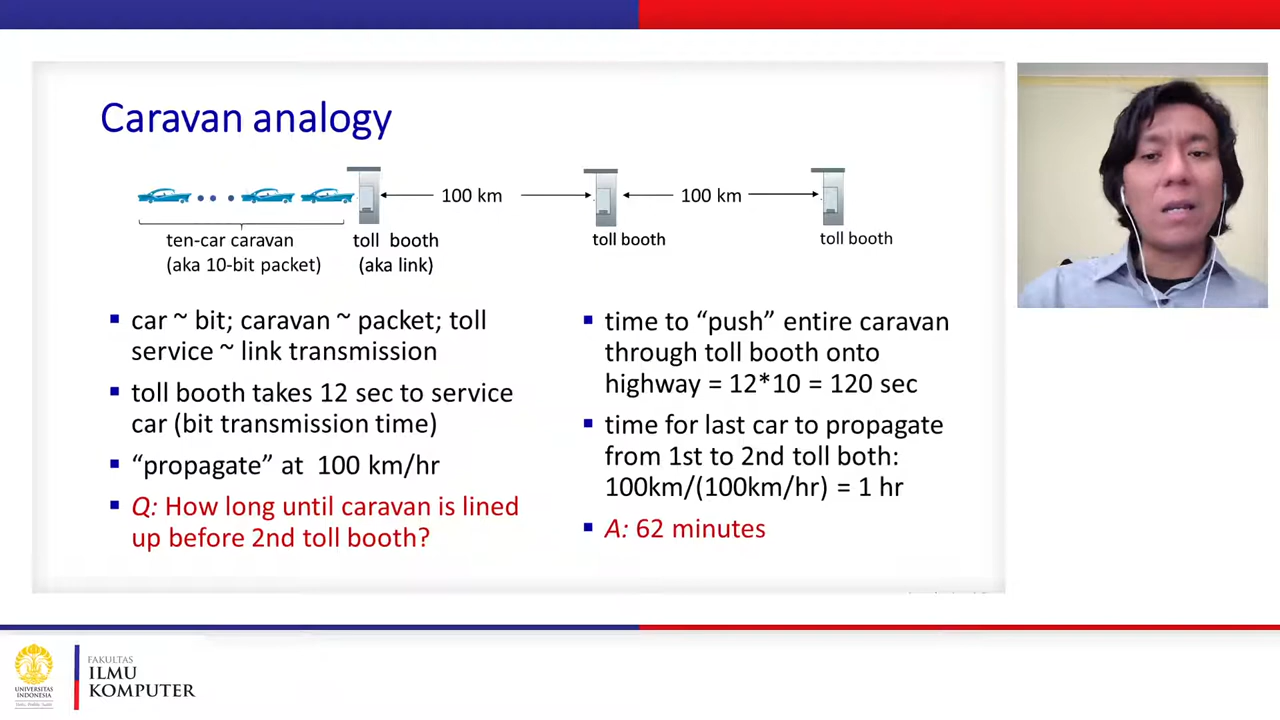 Caravan analogy
100 km
100 km
ten-car caravan
(aka 10-bit packet)
toll booth
(aka link)
toll booth
toll booth
▪ car ~ bit; caravan ~ packet; toll
service ~ link transmission
▪ toll booth takes 12 sec to service
car (bit transmission time)
▪ “propagate” at 100 km/hr
▪ Q: How long until caravan is lined
up before 2nd toll booth?
▪ time to “push” entire caravan
through toll booth onto
highway = 12*10 = 120 sec
▪ time for last car to propagate
from 1st to 2nd toll both:
100km/(100km/hr) = 1 hr
▪ A: 62 minutes
UNIVERSITAS
INDONESIA
FAKULTAS
ILMU
KOMPUTER